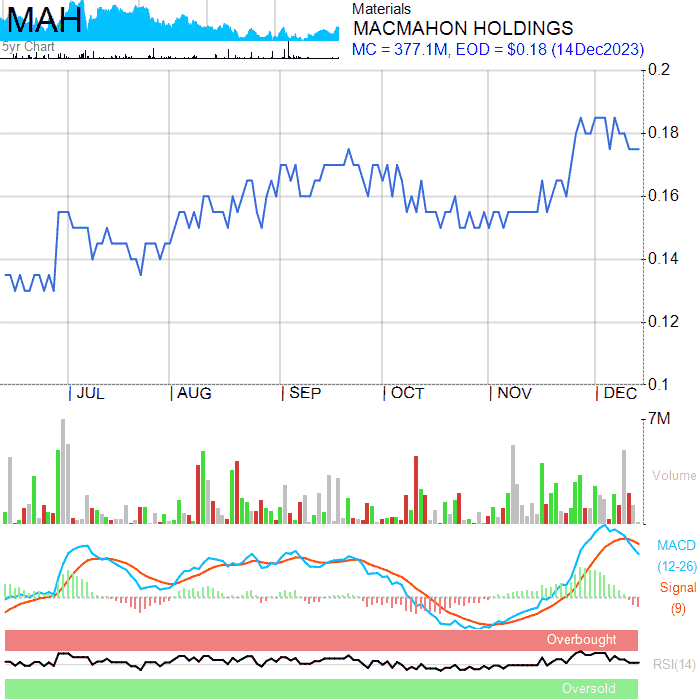 MAH
5yr Chart
Materials
MACMAHON HOLDINGS
MC = 377.1M, EOD = $0.18 (14Dec2023)
0.2
0.18
0.16
0.14
0.12
0.1
JUL AUG SEP OCT NOV DEC
7M
Volume
MACD
(12-26)
Signal
(9)
Overbought
RSI(14)
Oversold